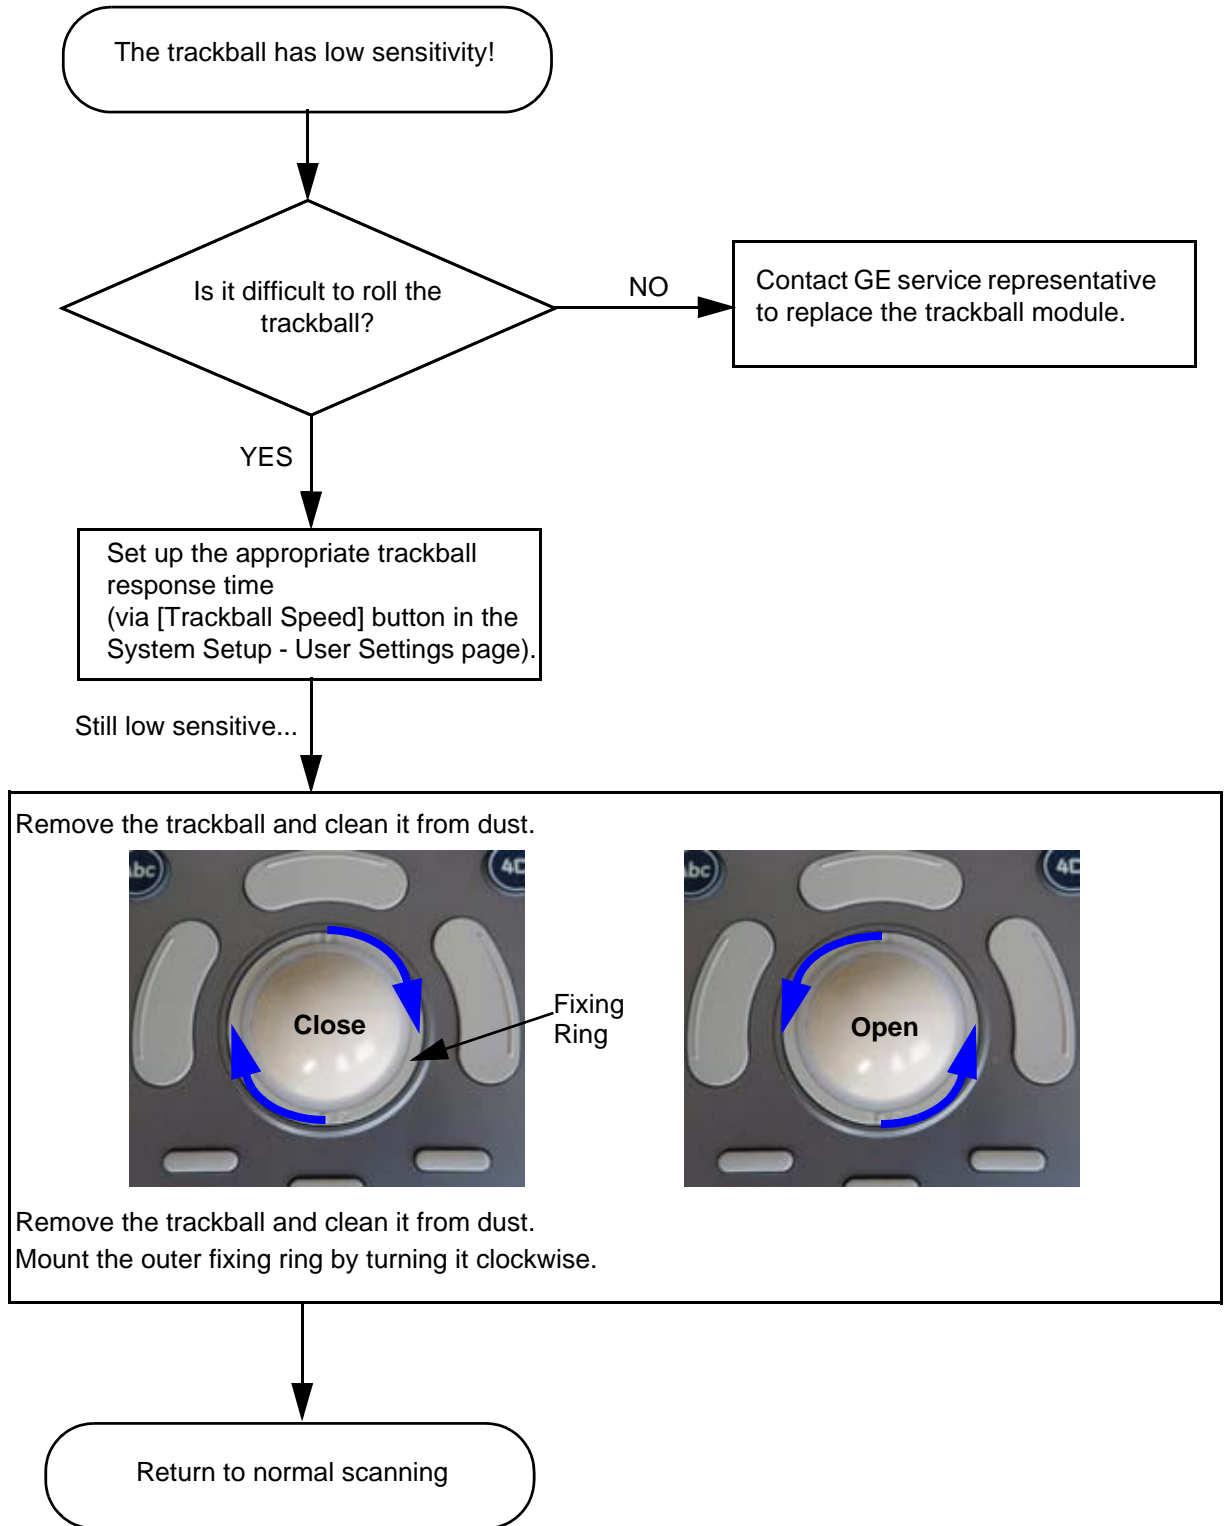 The trackball has low sensitivity!
Is it difficult to roll the
trackball?
NO
Contact GE service representative
to replace the trackball module.
YES
Set up the appropriate trackball
response time
(via [Trackball Speed] button in the
System Setup - User Settings page).
Still low sensitive...
Remove the trackball and clean it from dust.
bc
4D
Close
Fixing
Ring
bc
4D
Open
Remove the trackball and clean it from dust.
Mount the outer fixing ring by turning it clockwise.
Return to normal scanning